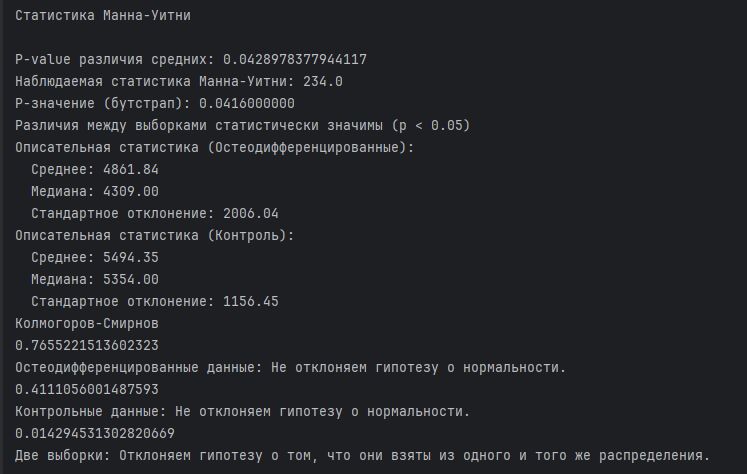 Статистика Манна-Уитни
P-value различия средних: 0.0428978377944117
Наблюдаемая статистика Манна-Уитни: 234.0
P-значение (бутстрап): 0.0416000000
Различия между выборками статистически значимы (p < 0.05)
Описательная статистика (Остеодифференцированные):
Среднее: 4861.84
Медиана: 4309.00
Стандартное отклонение: 2006.04
Описательная статистика (Контроль):
Среднее: 5494.35
Медиана: 5354.00
Стандартное отклонение: 1156.45
Колмогоров-Смирнов
0.7655221513602323
Остеодифференцированные данные: Не отклоняем гипотезу о нормальности.
0.4111056001487593
Контрольные данные: Не отклоняем гипотезу о нормальности.
0.014294531302820669
Две выборки: Отклоняем гипотезу о том, что они взяты из одного и того же распределения.